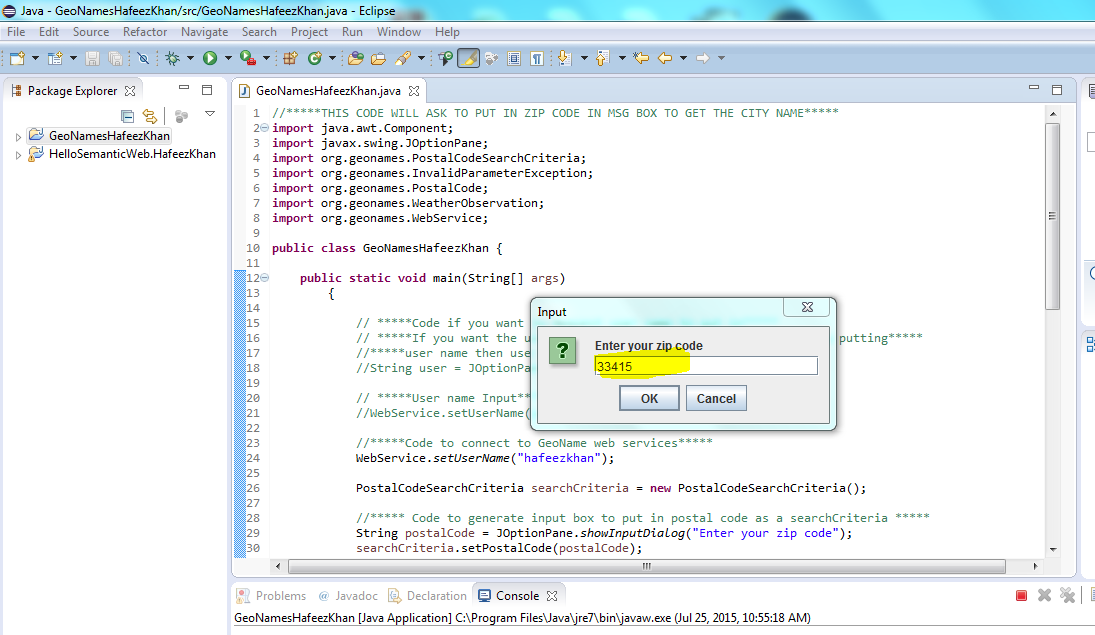 Java - GeoNamesHafeezKhan/src/GeoNamesHafeezKhan.java - Eclipse
File Edit Source Refactor Navigate Search Project Run Window Help
Package Explorer
GeoNamesHafeezKhan
HelloSemanticWeb.HafeezKhan
GeoNamesHafeezKhan.java
1 //*****THIS CODE WILL ASK TO PUT IN ZIP CODE IN MSG BOX TO GET THE CITY NAME*****
2 import java.awt.Component;
3 import javax.swing.JOptionPane;
4 import org.geonames.PostalCodeSearchCriteria;
5 import org.geonames.InvalidParameterException;
6 import org.geonames.PostalCode;
7 import org.geonames.WeatherObservation;
8 import org.geonames.WebService;
9
10 public class GeoNamesHafeezKhan {
11
12 public static void main(String[] args)
13 {
14
15 // *****Code if you want
16 // *****If you want the u putting*****
17 //*****user name then use
18 //String user = JOptionPa
19
20 // *****User name Input**
21 //WebService.setUserName(
22
23 //*****Code to connect to GeoName web services*****
24 WebService.setUserName("hafeezkhan");
25
26 PostalCodeSearchCriteria searchCriteria = new PostalCodeSearchCriteria();
27
28 //***** Code to generate input box to put in postal code as a searchCriteria *****
29 String postalCode = JOptionPane.showInputDialog("Enter your zip code");
30 searchCriteria.setPostalCode(postalCode);
Input
Enter your zip code
33415
OK Cancel
Problems @ Javadoc Declaration Console
GeoNamesHafeezKhan [Java Application] C:\Program Files\Java\jre7\bin\javaw.exe (Jul 25, 2015, 10:55:18 AM)